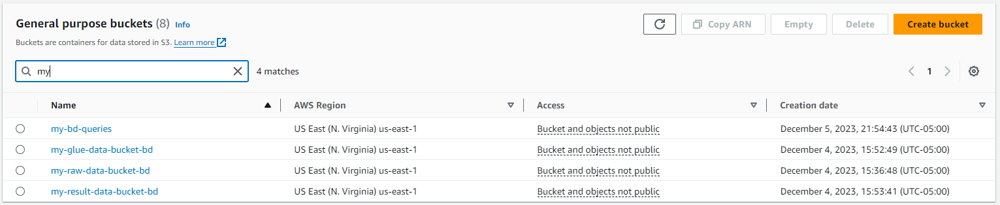 General purpose buckets (8) Info
Copy ARN Empty Delete Create bucket
Buckets are containers for data stored in S3. Learn more
my 4 matches 1
Name AWS Region Access Creation date
my-bd-queries US East (N. Virginia) us-east-1 Bucket and objects not public December 5, 2023, 21:54:43 (UTC-05:00)
my-glue-data-bucket-bd US East (N. Virginia) us-east-1 Bucket and objects not public December 4, 2023, 15:52:49 (UTC-05:00)
my-raw-data-bucket-bd US East (N. Virginia) us-east-1 Bucket and objects not public December 4, 2023, 15:36:48 (UTC-05:00)
my-result-data-bucket-bd US East (N. Virginia) us-east-1 Bucket and objects not public December 4, 2023, 15:53:41 (UTC-05:00)